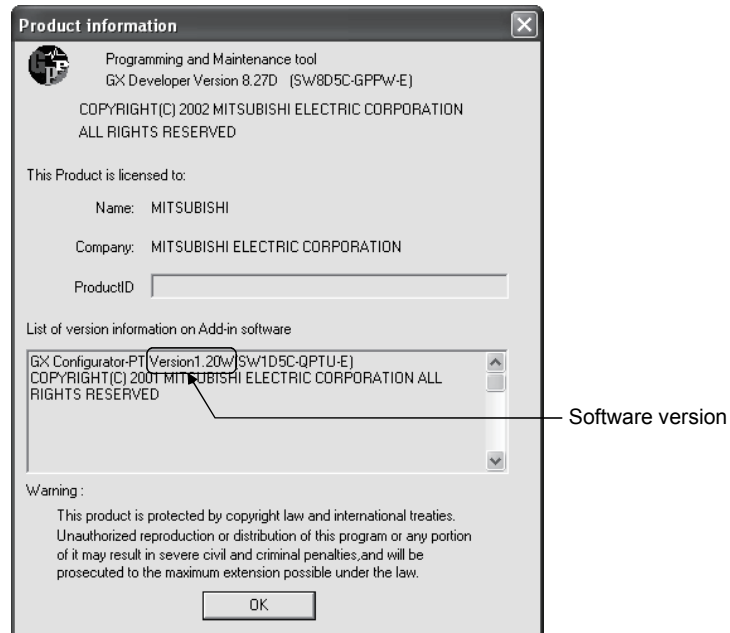 Product information
Programming and Maintenance tool
GX Developer Version 8.27D (SW8D5C-GPPW-E)
COPYRIGHT(C) 2002 MITSUBISHI ELECTRIC CORPORATION
ALL RIGHTS RESERVED
This Product is licensed to:
Name: MITSUBISHI
Company: MITSUBISHI ELECTRIC CORPORATION
ProductID
List of version information on Add-in software
GX Configurator-PT Version1.20W(SW1D5C-QPTU-E)
COPYRIGHT(C) 2001 MITSUBISHI ELECTRIC CORPORATION ALL
RIGHTS RESERVED
Software version
Warning :
This product is protected by copyright law and international treaties.
Unauthorized reproduction or distribution of this program or any portion
of it may result in severe civil and criminal penalties,and will be
prosecuted to the maximum extension possible under the law.
OK